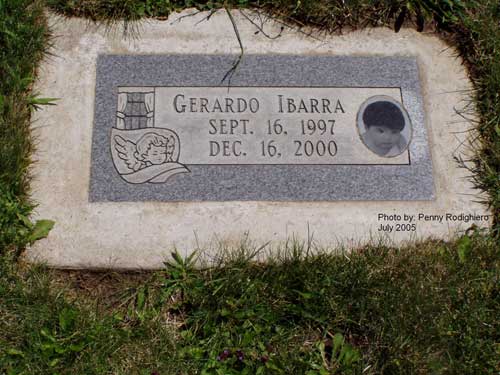 GERARDO IBARRA
SEPT. 16, 1997
DEC. 16, 2000
Photo by: Penny Rodighiero
July 2005